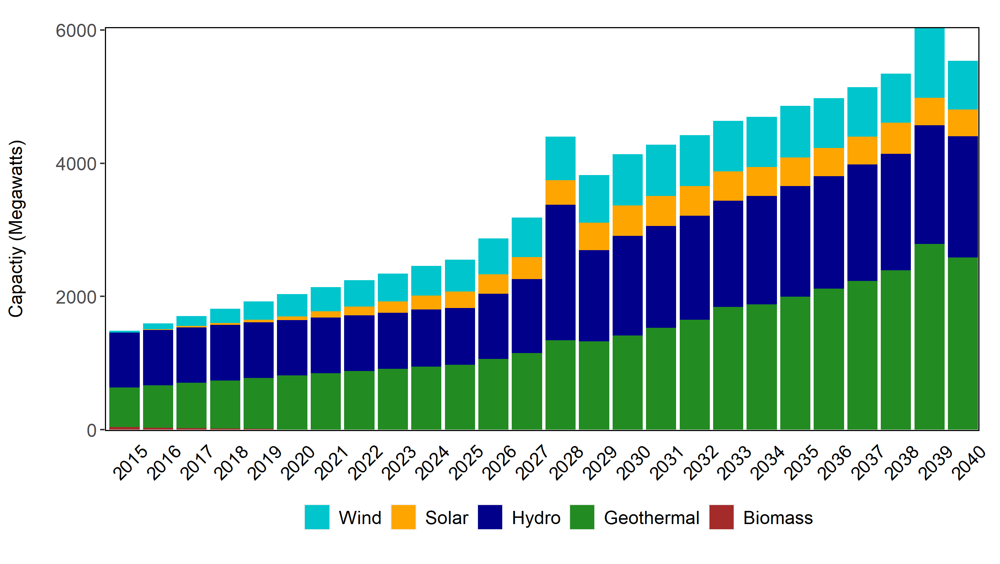 Capactiy (Megawatts)
6000
4000
2000
0
2015 2016 2017 2018 2019 2020 2021 2022 2023 2024 2025 2026 2027 2028 2029 2030 2031 2032 2033 2034 2035 2036 2037 2038 2039 2040
Wind Solar Hydro Geothermal Biomass